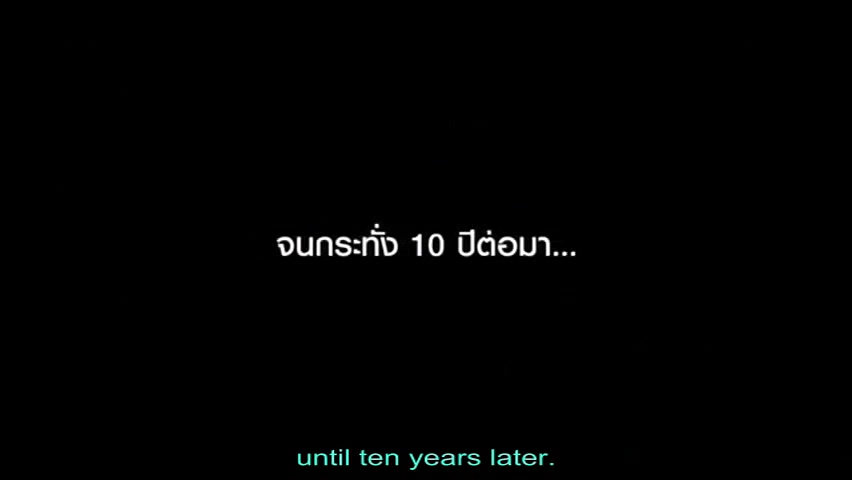 จนกระทั่ง 10 ปีต่อมา...
until ten years later.